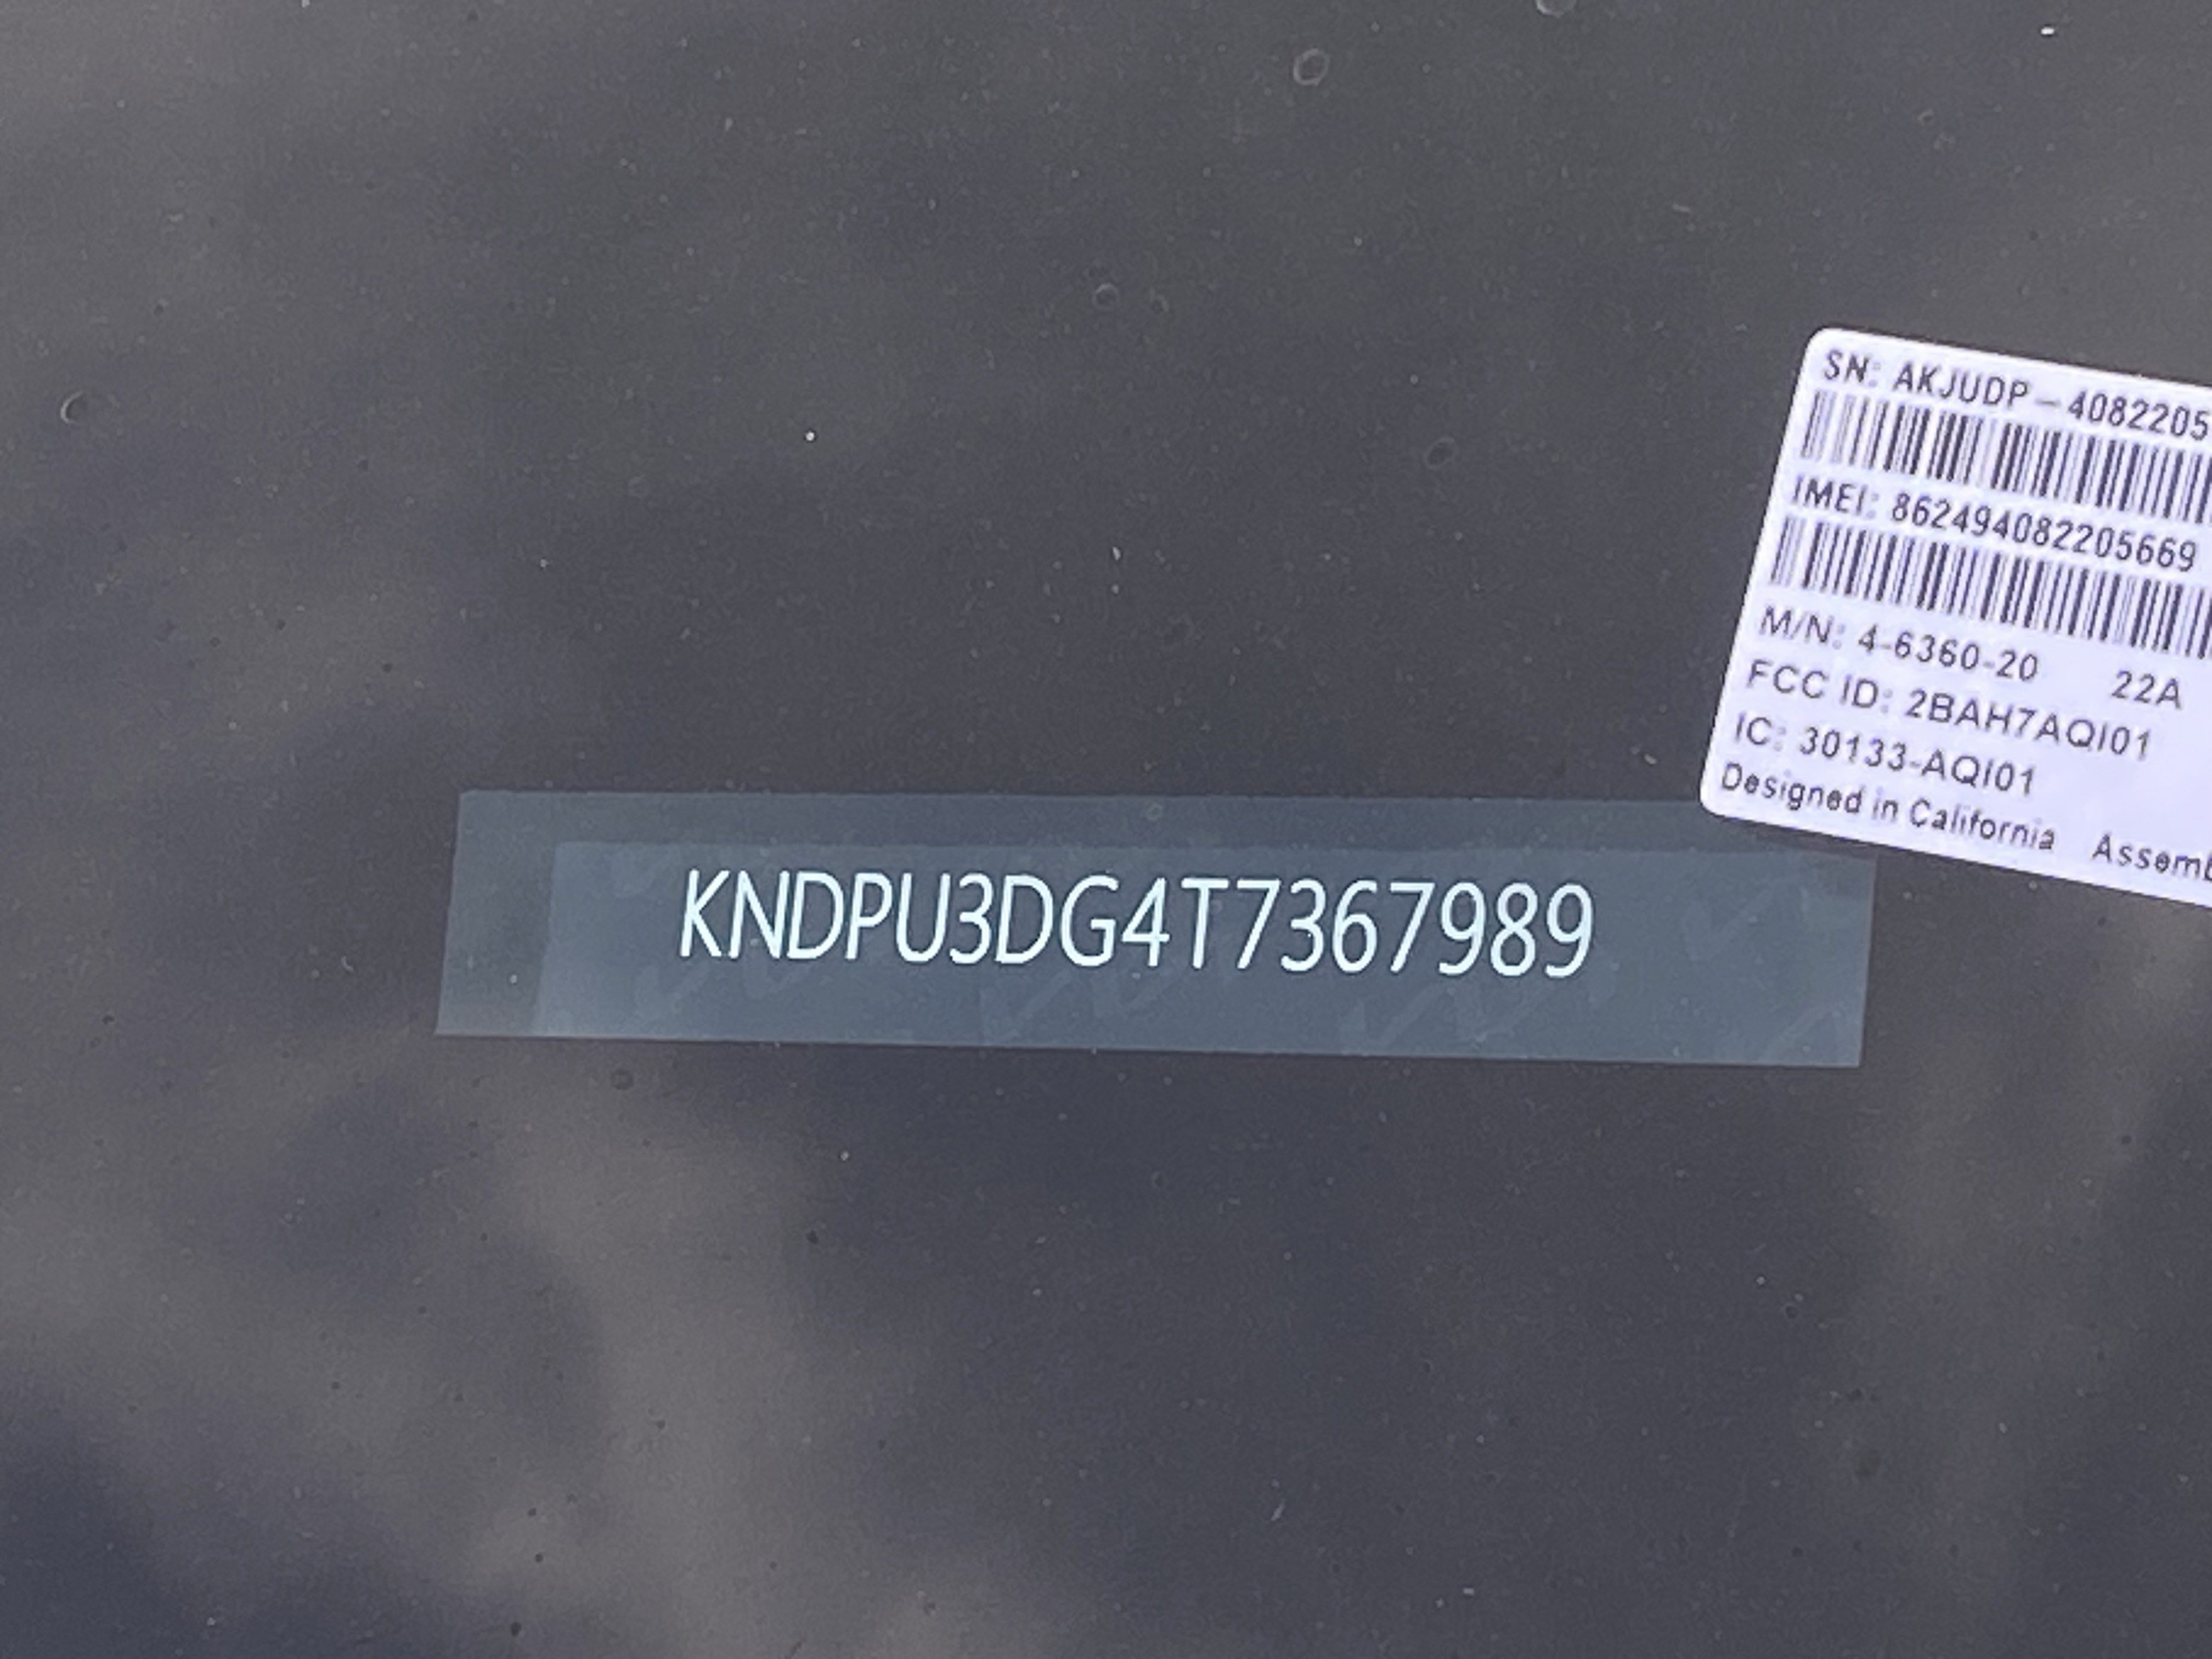 SN: AKJUDP-4082205
IMEI: 862494082205669
M/N: 4-6360-20 22A
FCC ID: 2BAH7AQI01
IC: 30133-AQI01
Designed in California
KNDPU3DG4T7367989